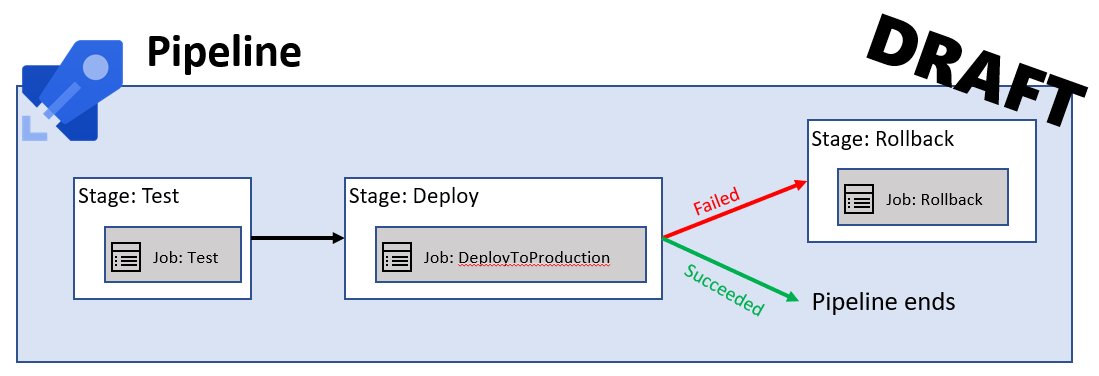 Pipeline
DRAFT
Stage: Test
Job: Test
Stage: Deploy
Job: DeployToProduction
Failed
Succeeded
Stage: Rollback
Job: Rollback
Pipeline ends